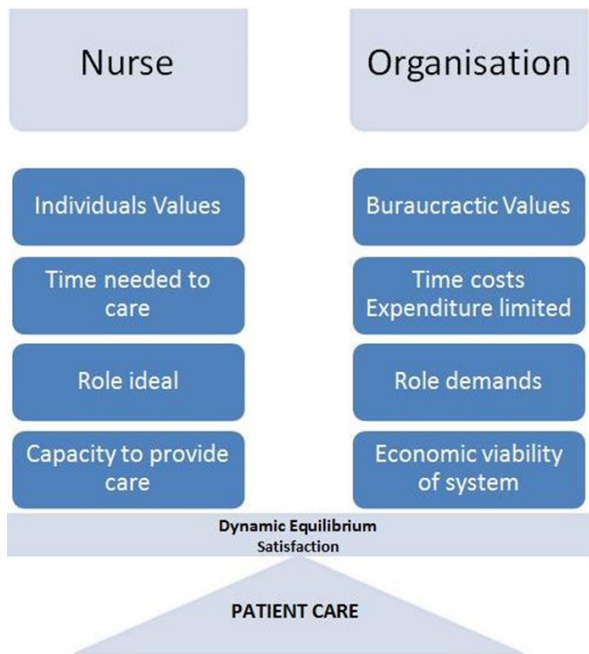 Nurse
Organisation
Individuals Values
Buraucractic Values
Time needed to
care
Time costs
Expenditure limited
Role ideal
Role demands
Capacity to provide
care
Economic viability
of system
Dynamic Equilibrium
Satisfaction
PATIENT CARE